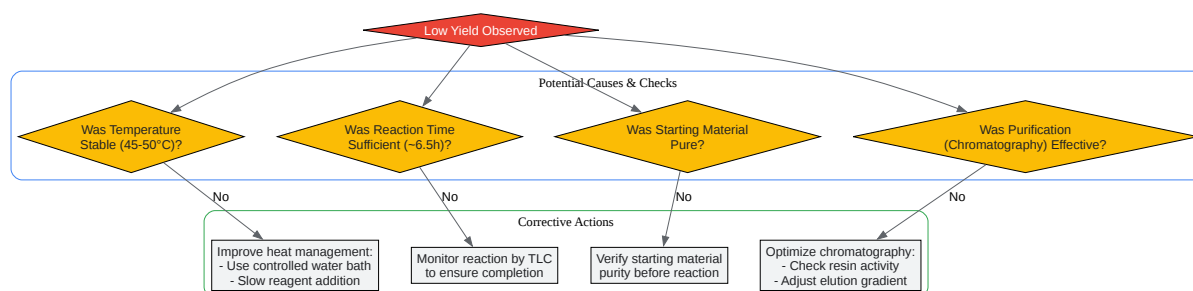 Low Yield Observed
Potential Causes & Checks
Was Temperature
Stable (45-50°C)?
Was Reaction Time
Sufficient (~6.5h)?
Was Starting Material
Pure?
Was Purification
(Chromatography) Effective?
No
No
No
No
Corrective Actions
Improve heat management:
- Use controlled water bath
- Slow reagent addition
Monitor reaction by TLC
to ensure completion
Verify starting material
purity before reaction
Optimize chromatography:
- Check resin activity
- Adjust elution gradient